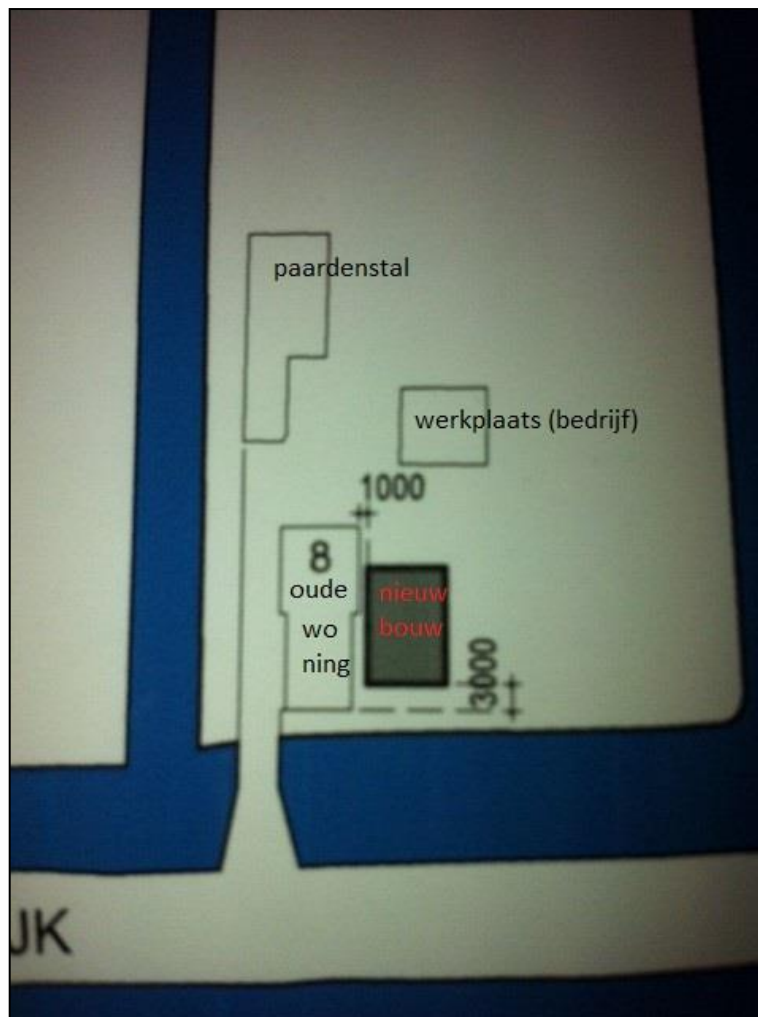 paardenstal
werkplaats (bedrijf)
1000
8
oude
wo
ning
nieuw
bouw
3000
JK